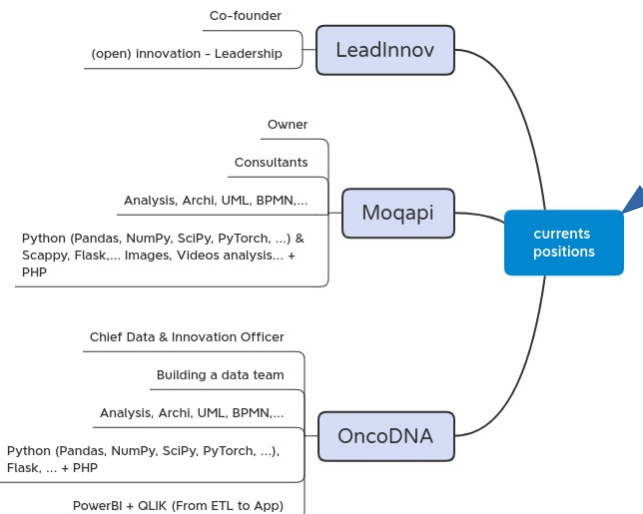 Co-founder
(open) innovation - Leadership
LeadInnov
Owner
Consultants
Analysis, Archi, UML, BPMN,...
Python (Pandas, NumPy, SciPy, PyTorch, ...) &
Scappy, Flask,... Images, Videos analysis... +
PHP
Moqapi
currents
positions
Chief Data & Innovation Officer
Building a data team
Analysis, Archi, UML, BPMN,...
Python (Pandas, NumPy, SciPy, PyTorch, ...),
Flask, ... + PHP
PowerBI + QLIK (From ETL to App)
OncoDNA